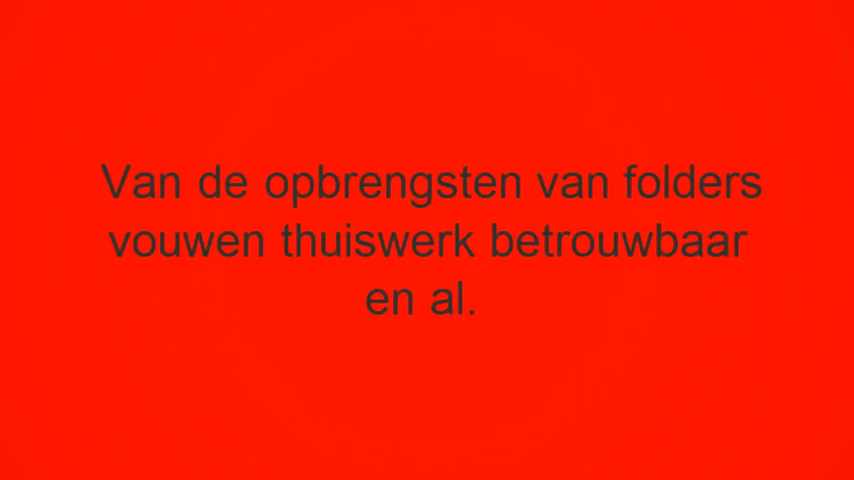 Van de opbrengsten van folders
vouwen thuiswerk betrouwbaar
en al.